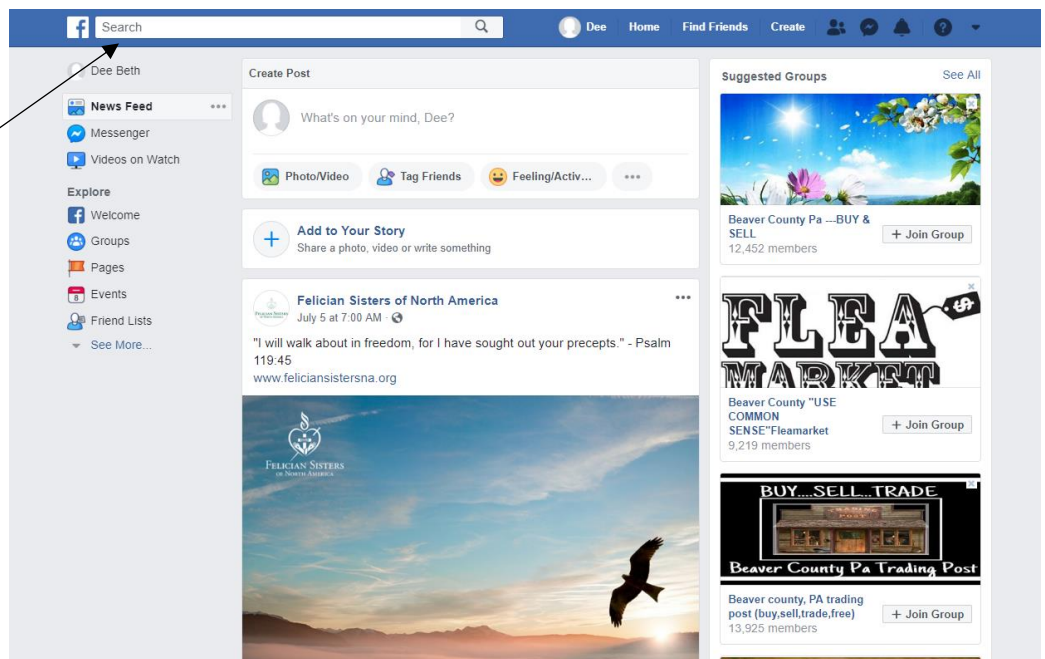 Search
Dee
Home
Find Friends
Create
Dee Beth
News Feed
Messenger
Videos on Watch
Explore
Welcome
Groups
Pages
8
Events
Friend Lists
See More...
Create Post
What's on your mind, Dee?
Photo/Video
Tag Friends
Feeling/Activ...
Add to Your Story
Share a photo, video or write something
Felician Sisters of North America
July 5 at 7:00 AM ·
"I will walk about in freedom, for I have sought out your precepts." - Psalm
119:45
www.feliciansistersna.org
FELICIAN SISTERS
OF NORTH AMERICA
Suggested Groups
See All
Beaver County Pa ---BUY &
SELL
12,452 members
+ Join Group
FLEA
MARKET
Beaver County "USE
COMMON
SENSE"Fleamarket
9,219 members
+ Join Group
BUY....SELL...TRADE
TRADING
POST
Beaver County Pa Trading Post
Beaver county, PA trading
post (buy,sell,trade,free)
13,925 members
+ Join Group